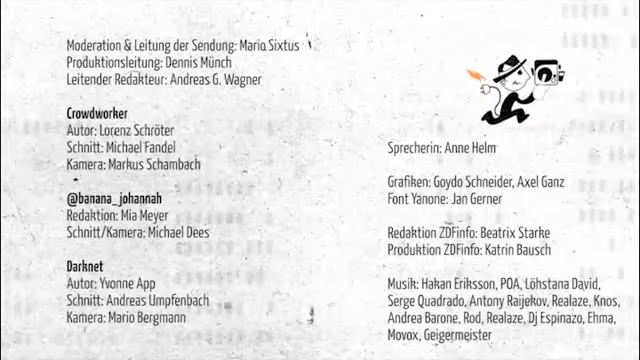 Moderation & Leitung der Sendung: Mario Sixtus
Produktionsleitung: Dennis Münch
Leitender Redakteur: Andreas G. Wagner
Crowdworker
Autor: Lorenz Schröter
Schnitt: Michael Fandel
Kamera: Markus Schambach
@banana_johannah
Redaktion: Mia Meyer
Schnitt/Kamera: Michael Dees
Darknet
Autor: Yvonne App
Schnitt: Andreas Umpfenbach
Kamera: Mario Bergmann
Sprecherin: Anne Helm
Grafiken: Goydo Schneider, Axel Ganz
Font Yanone: Jan Gerner
Redaktion ZDFinfo: Beatrix Starke
Produktion ZDFinfo: Katrin Bausch
Musik: Hakan Eriksson, POA, Löhstana David,
Serge Quadrado, Antony Raijekov, Realaze, Knos,
Andrea Barone, Rod, Realaze, Dj Espinazo, Ehma,
Movox, Geigermeister